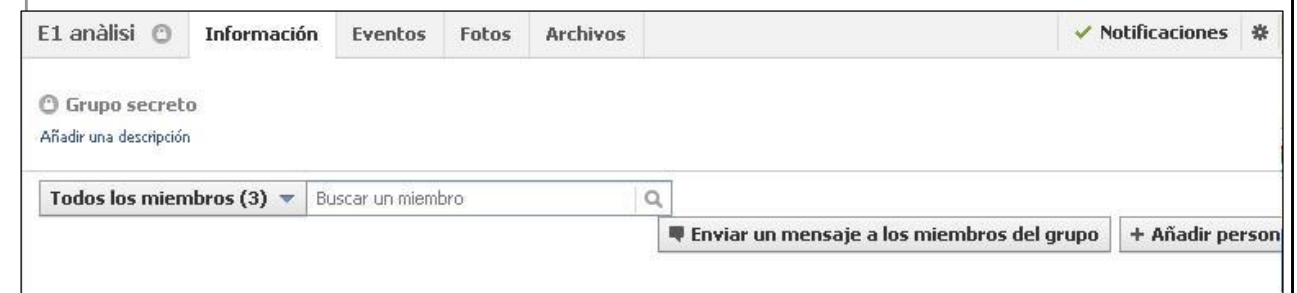 E1 anàlisi Información Eventos Fotos Archivos Notificaciones
Grupo secreto
Añadir una descripción
Todos los miembros (3) Buscar un miembro
Enviar un mensaje a los miembros del grupo + Añadir person